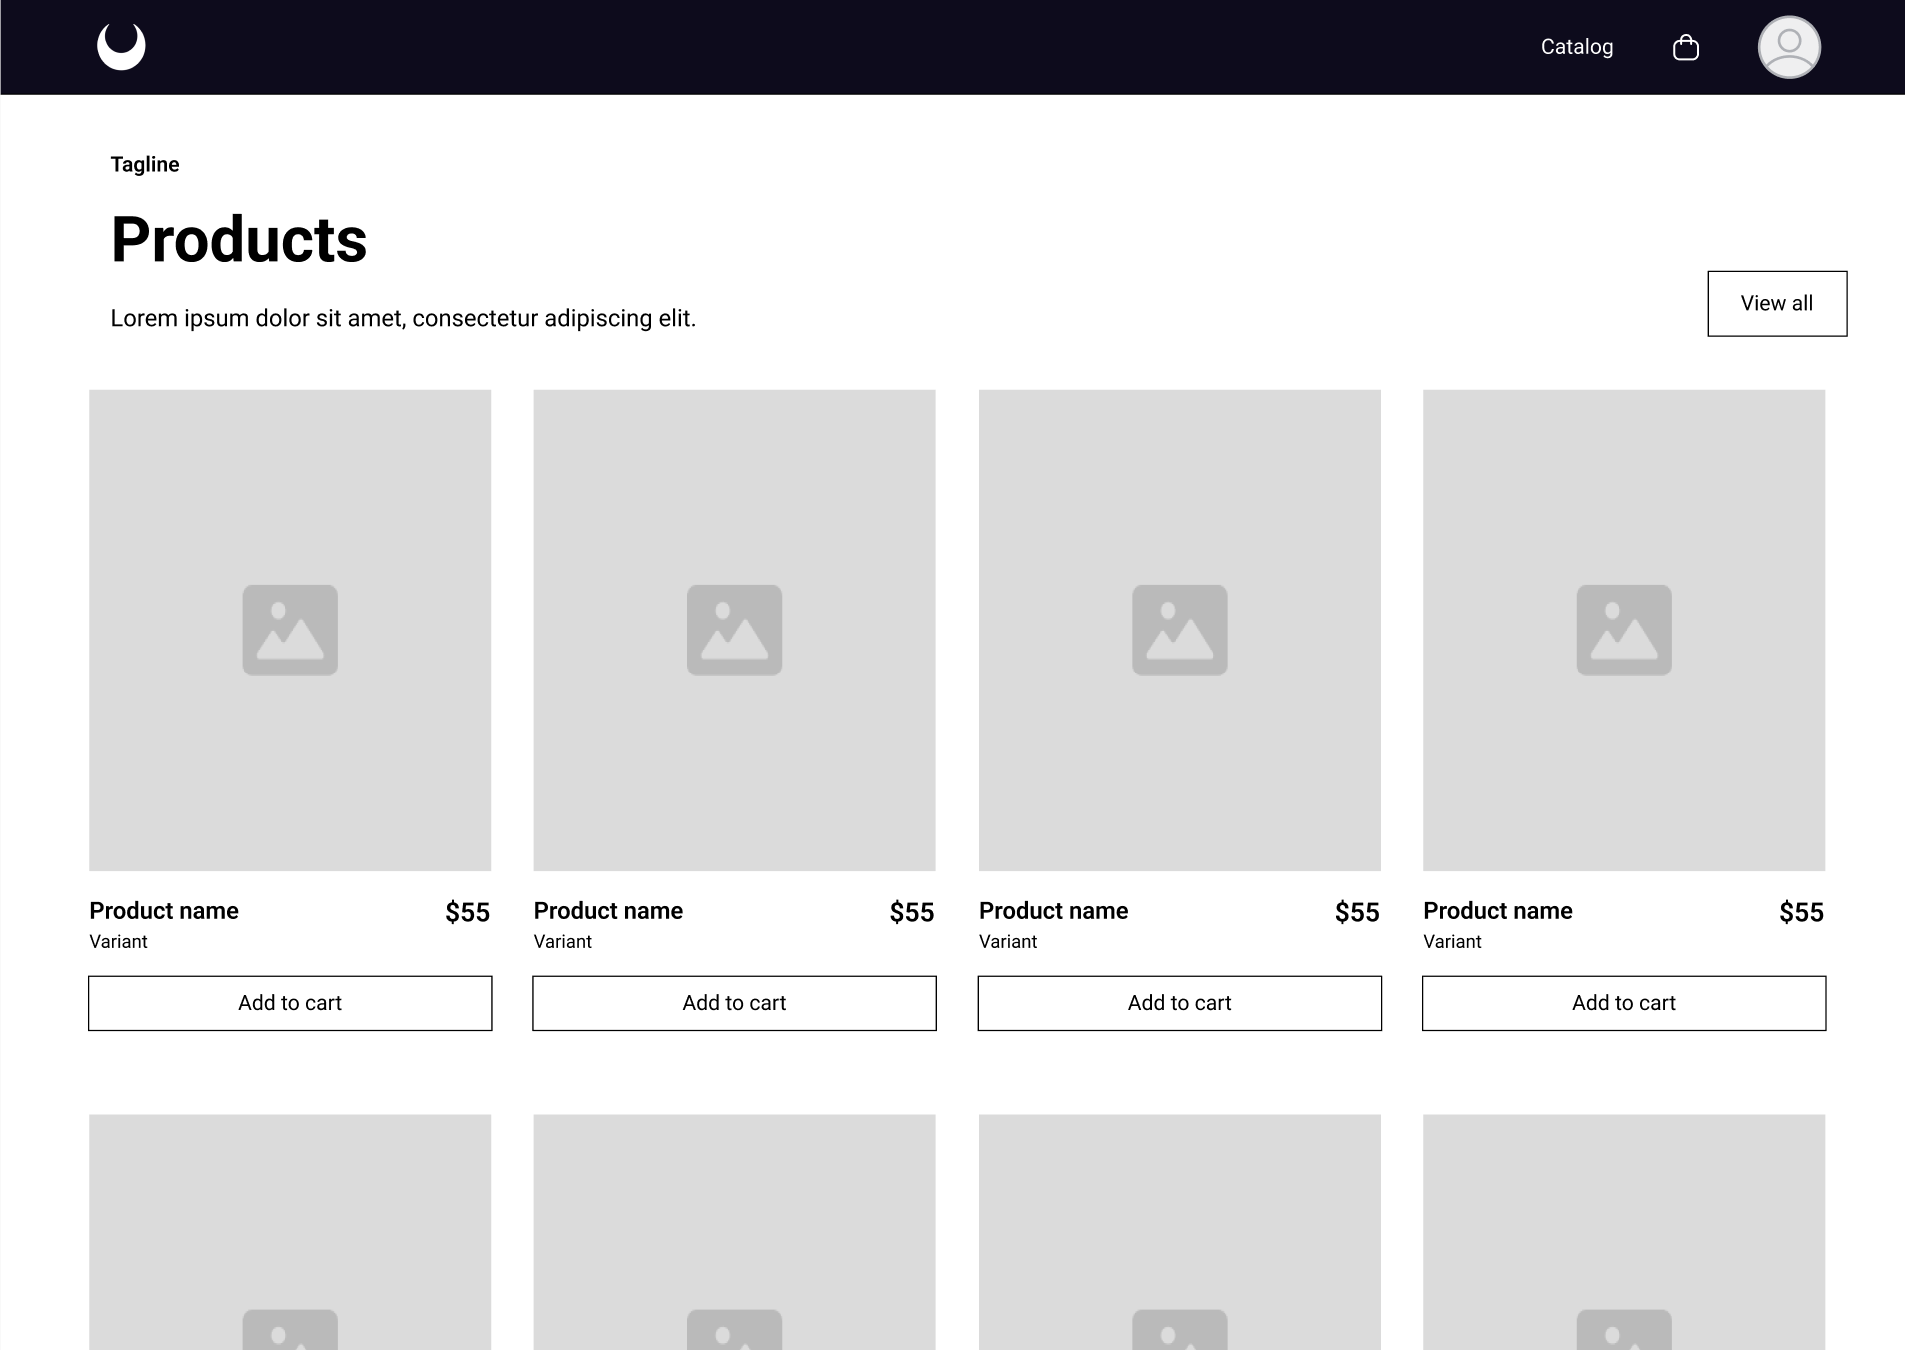 Catalog
Tagline
Products
Lorem ipsum dolor sit amet, consectetur adipiscing elit.
View all
Product name $55
Variant
Add to cart
Product name $55
Variant
Add to cart
Product name $55
Variant
Add to cart
Product name $55
Variant
Add to cart